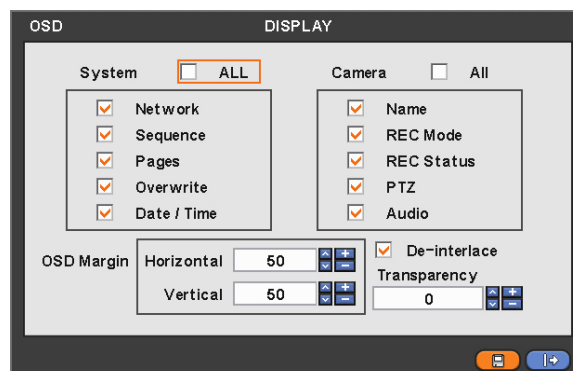 OSD DISPLAY
System ALL Camera All
Network Name
Sequence REC Mode
Pages REC Status
Overwrite PTZ
Date / Time Audio
OSD Margin Horizontal 50 De-interlace
Transparency
Vertical 50 0